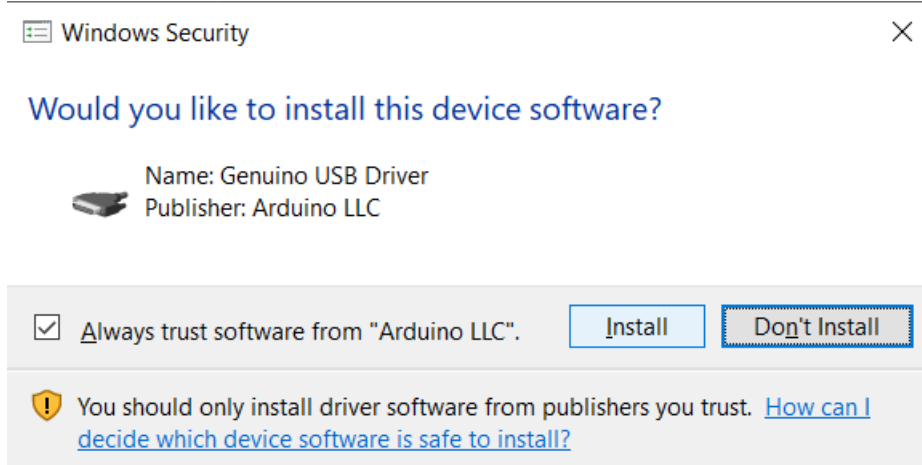 Windows Security
Would you like to install this device software?
Name: Genuino USB Driver
Publisher: Arduino LLC
Always trust software from "Arduino LLC".
Install
Don't Install
You should only install driver software from publishers you trust. How can I
decide which device software is safe to install?